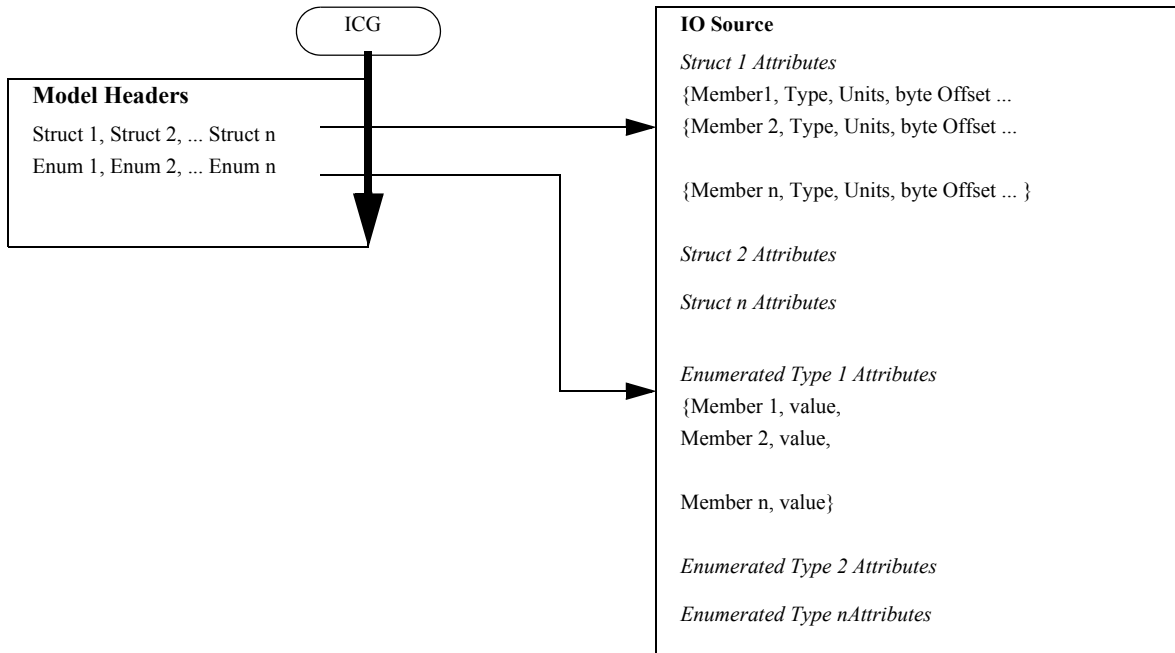 ICG
Model Headers
Struct 1, Struct 2, ... Struct n
Enum 1, Enum 2, ... Enum n
IO Source
Struct 1 Attributes
{Member1, Type, Units, byte Offset ...
{Member 2, Type, Units, byte Offset ...
{Member n, Type, Units, byte Offset ... }
Struct 2 Attributes
Struct n Attributes
Enumerated Type 1 Attributes
{Member 1, value,
Member 2, value,
Member n, value}
Enumerated Type 2 Attributes
Enumerated Type nAttributes